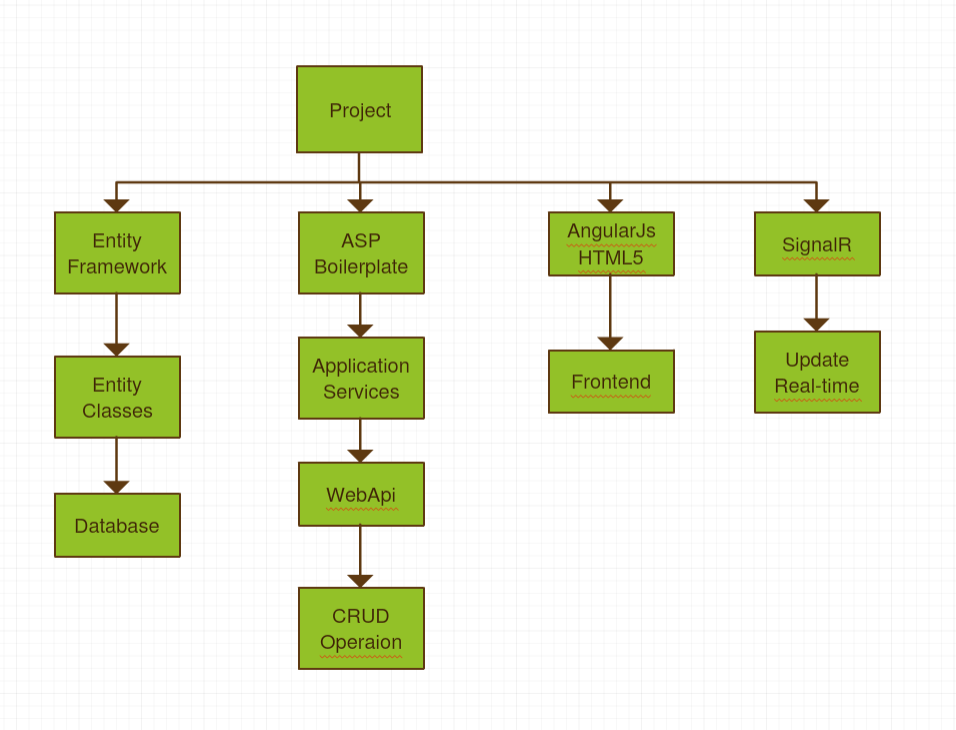 Project
Entity
Framework
ASP
Boilerplate
AngularJs
HTML5
SignalR
Entity
Classes
Application
Services
Frontend
Update
Real-time
Database
WebApi
CRUD
Operaion